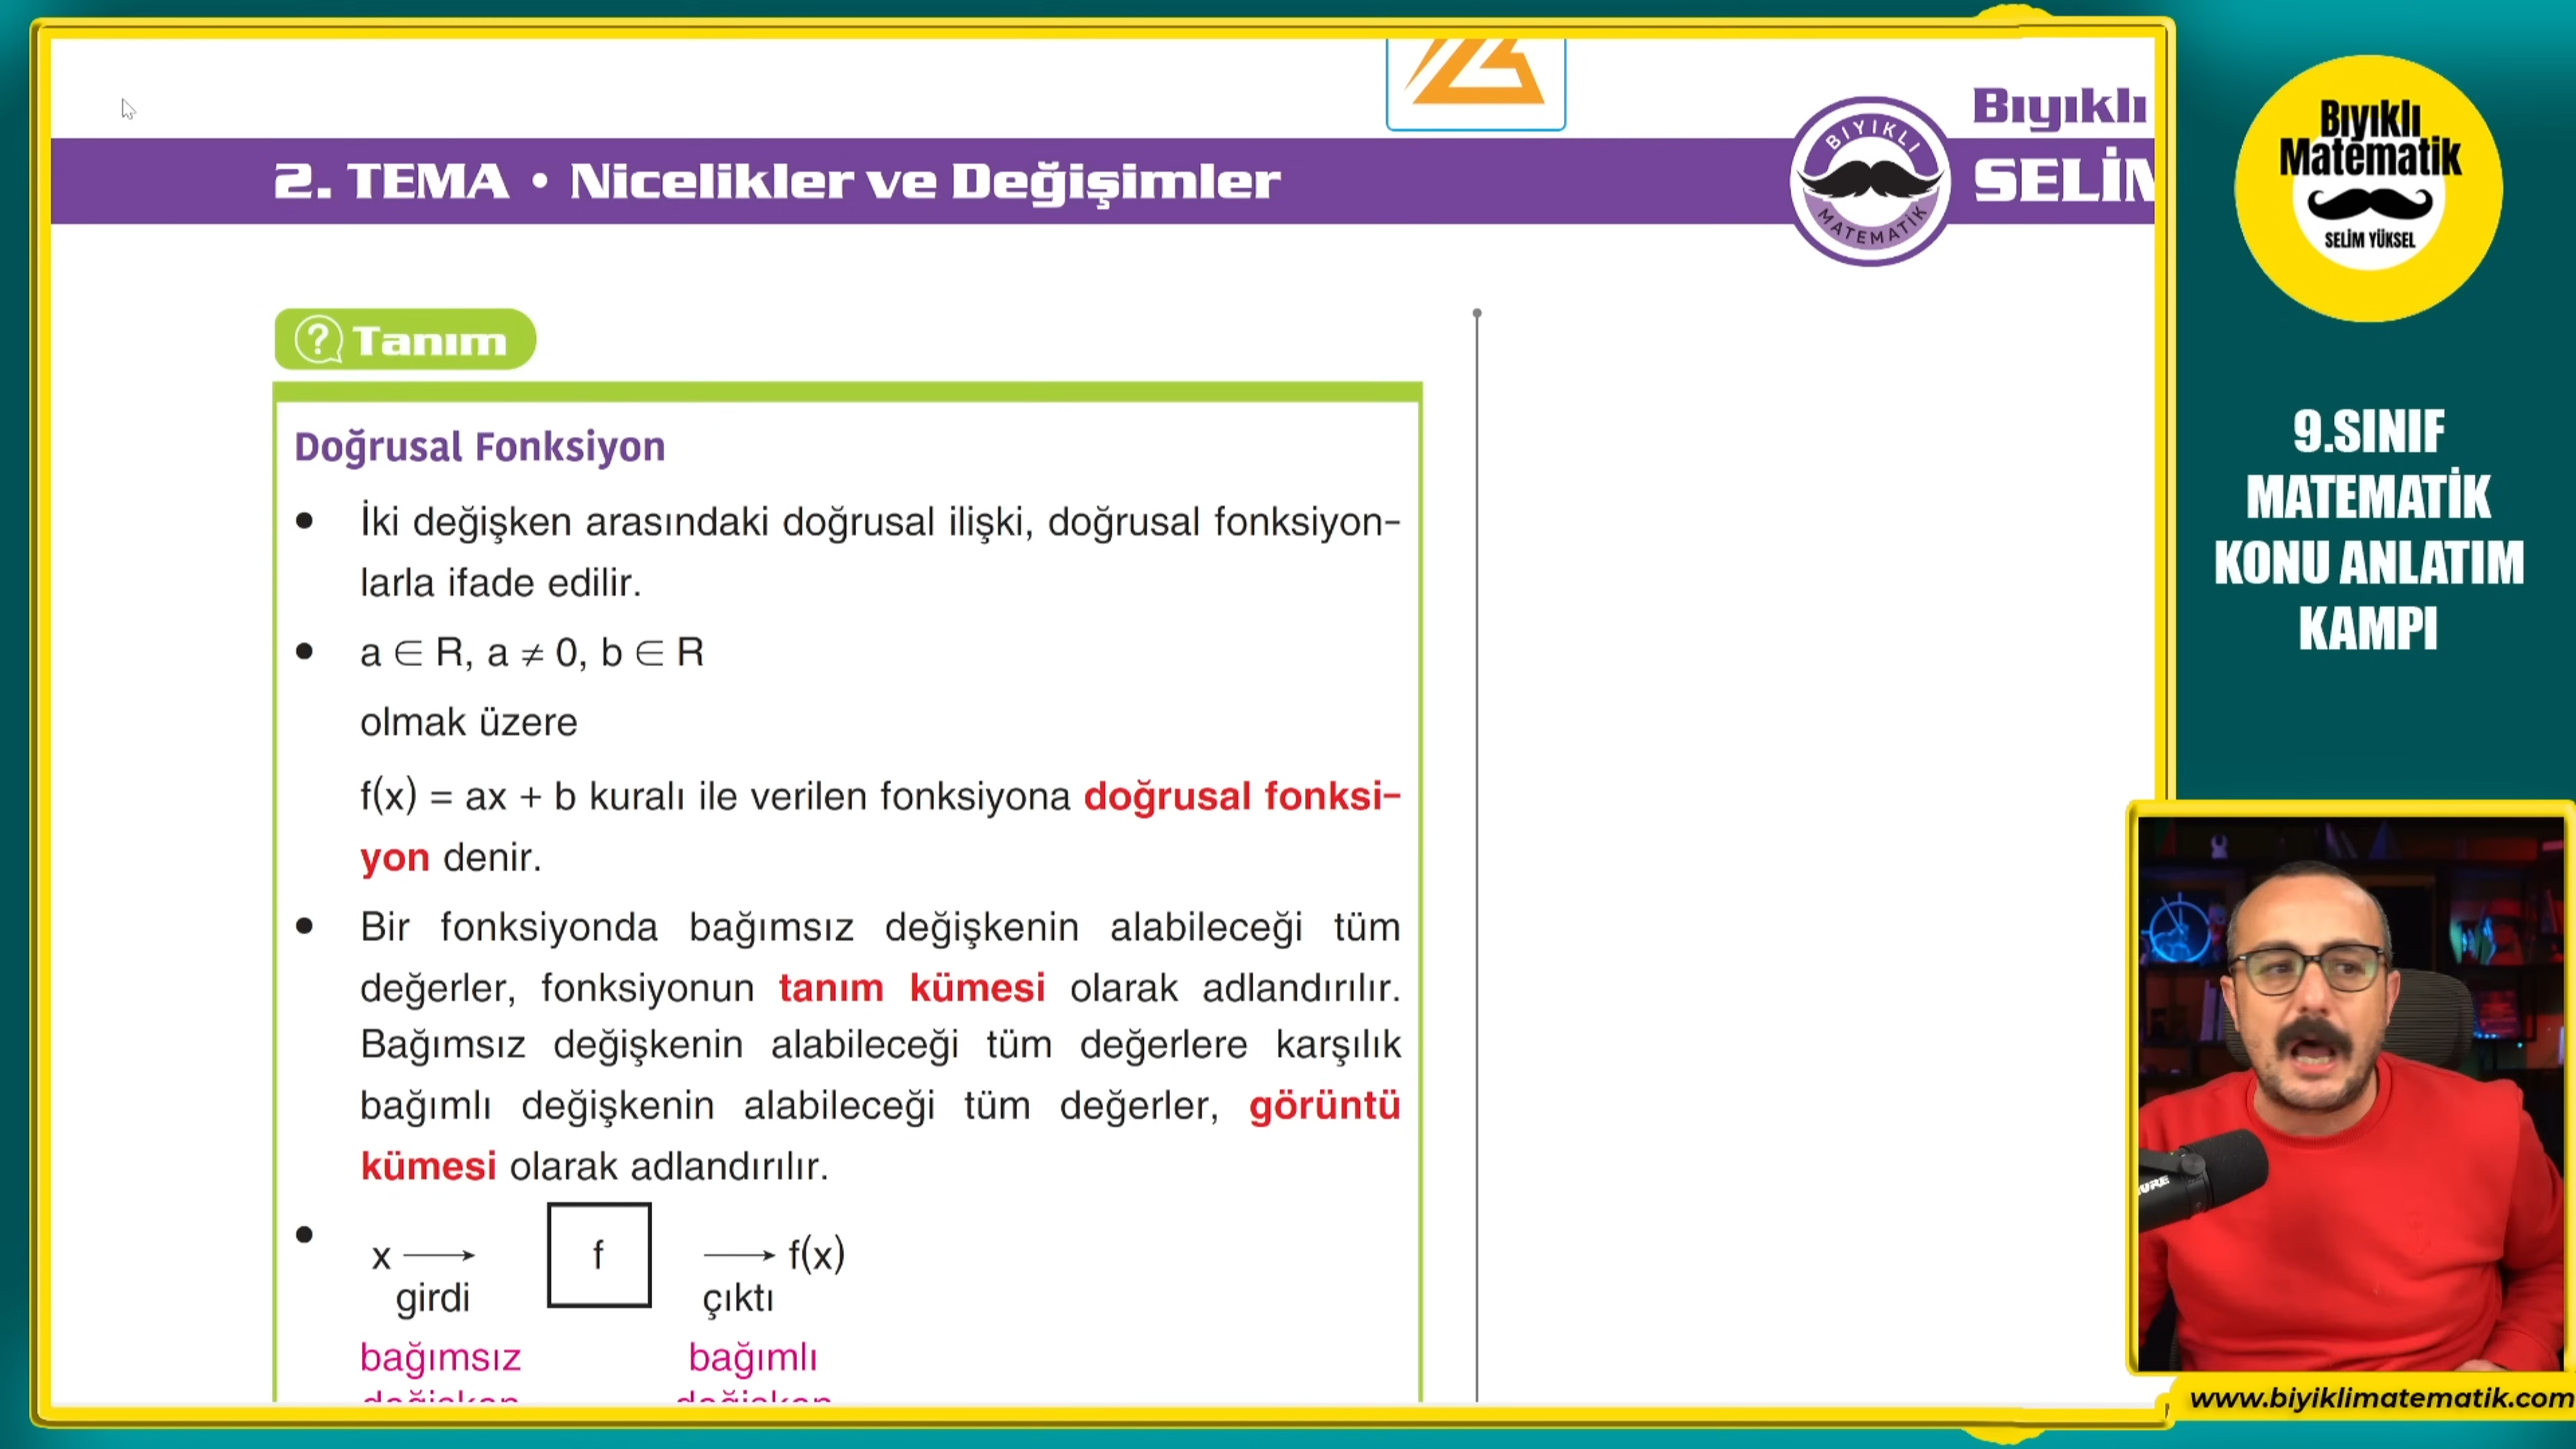 Bıyıklı
2. TEMA • Nicelikler ve Değişimler
BIYIKLI
MATEMATİK
SELİM
Tanım
Doğrusal Fonksiyon
• İki değişken arasındaki doğrusal ilişki, doğrusal fonksiyon-
larla ifade edilir.
• a ∈ R, a ≠ 0, b ∈ R
olmak üzere
f(x) = ax + b kuralı ile verilen fonksiyona doğrusal fonksi-
yon denir.
• Bir fonksiyonda bağımsız değişkenin alabileceği tüm
değerler, fonksiyonun tanım kümesi olarak adlandırılır.
Bağımsız değişkenin alabileceği tüm değerlere karşılık
bağımlı değişkenin alabileceği tüm değerler, görüntü
kümesi olarak adlandırılır.
• x → f → f(x)
girdi çıktı
bağımsız bağımlı
değişken değişken
Bıyıklı
Matematik
SELİM YÜKSEL
9.SINIF
MATEMATİK
KONU ANLATIM
KAMPI
www.biyiklimatematik.com